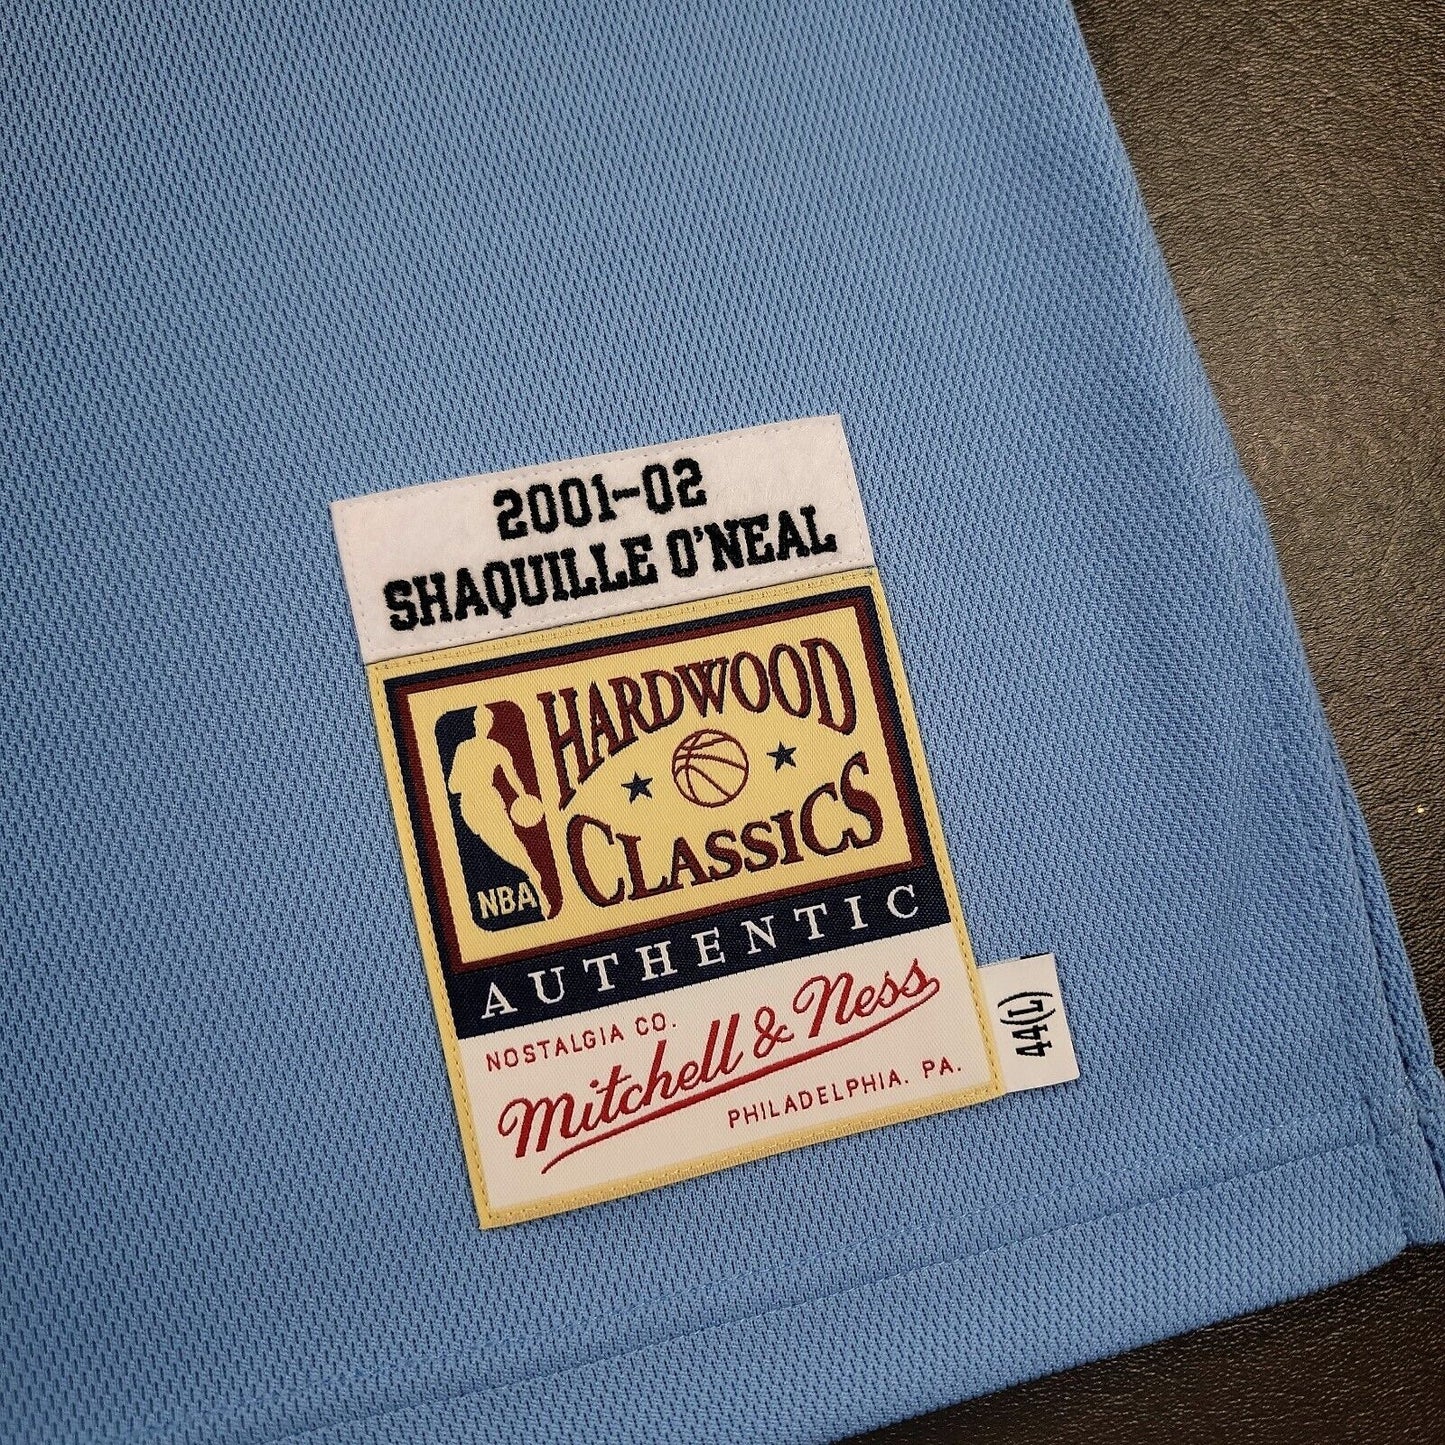 2001-02
SHAQUILLE O'NEAL
HARDWOOD
CLASSICS
NBA
AUTHENTIC
NOSTALGIA CO.
Mitchell & Ness
PHILADELPHIA. PA.
44(L)